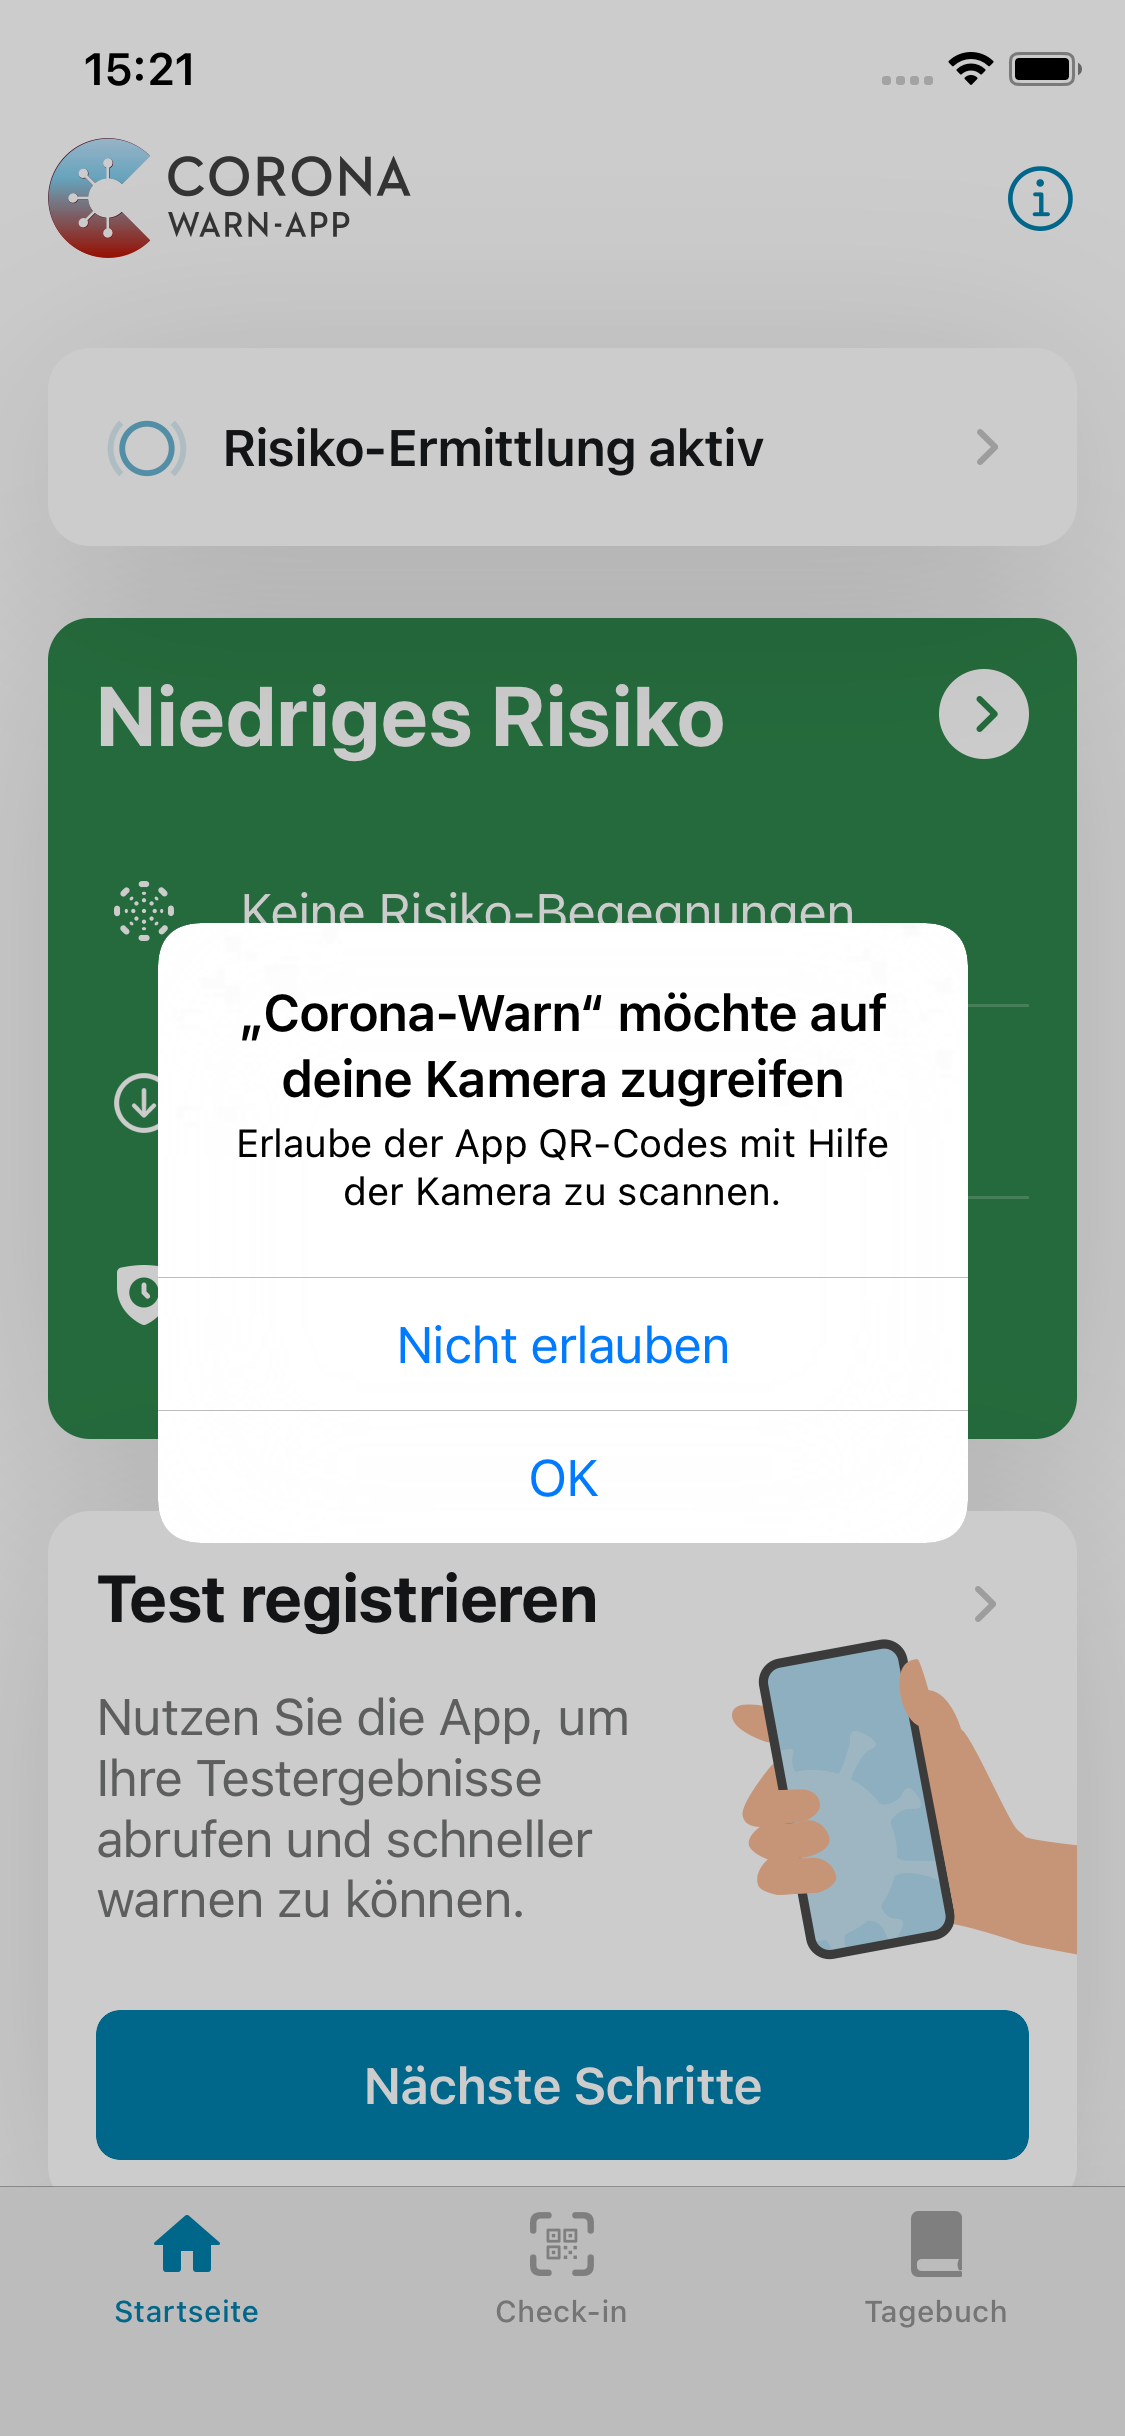 15:21
CORONA
WARN-APP
Risiko-Ermittlung aktiv
Niedriges Risiko
Keine Risiko-Begegnungen
„Corona-Warn“ möchte auf
deine Kamera zugreifen
Erlaube der App QR-Codes mit Hilfe
der Kamera zu scannen.
Nicht erlauben
OK
Test registrieren
Nutzen Sie die App, um
Ihre Testergebnisse
abrufen und schneller
warnen zu können.
Nächste Schritte
Startseite
Check-in
Tagebuch